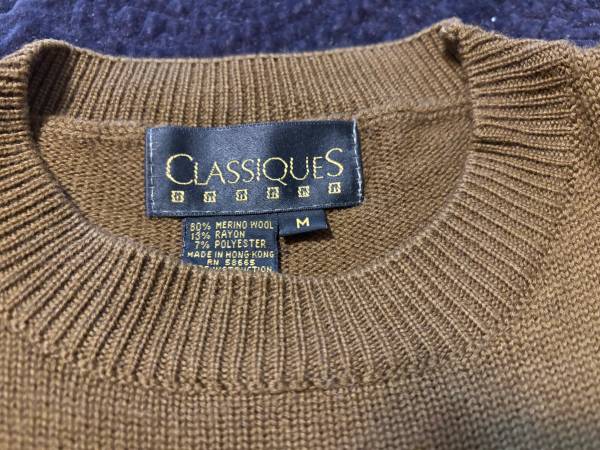 CLASSIQUES
M
80% MERINO WOOL
13% RAYON
7% POLYESTER
MADE IN HONG-KONG
RN 58665